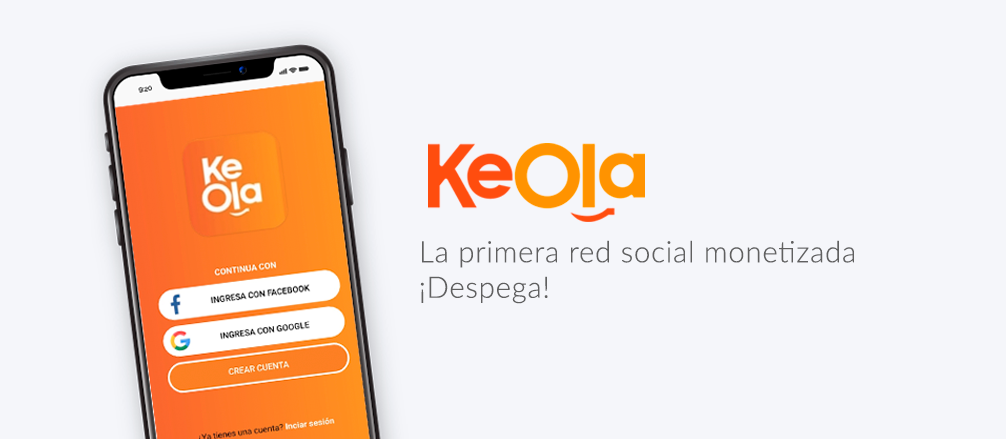 9:20
Ke
Ola
CONTINUA CON
INGRESA CON FACEBOOK
INGRESA CON GOOGLE
CREAR CUENTA
¿Ya tienes una cuenta? Inciar sesión
KeOla
La primera red social monetizada
¡Despega!